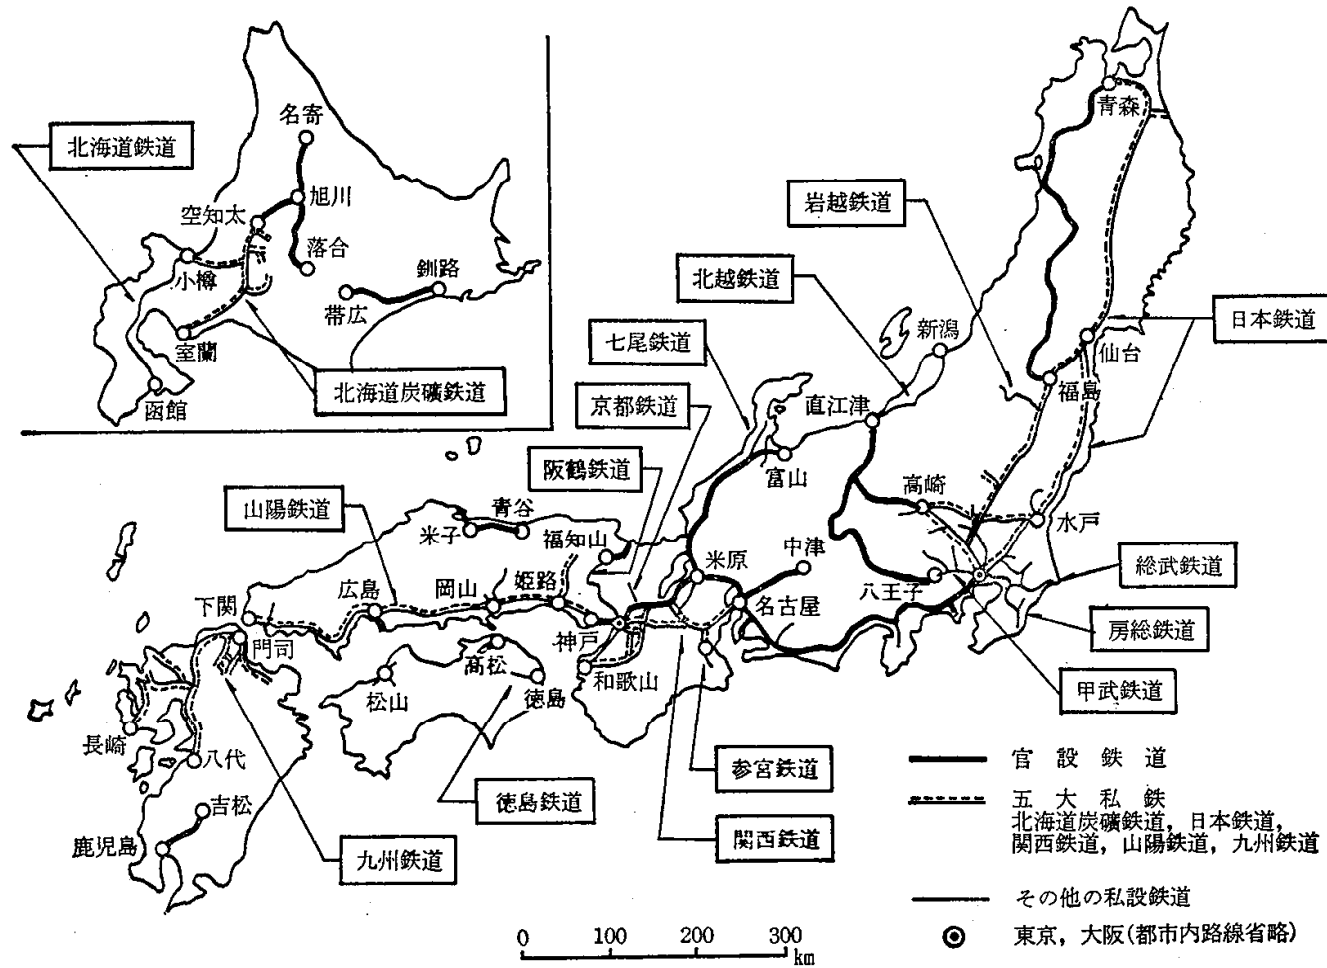 北海道鉄道
名寄
旭川
空知太
落合
小樽
釧路
帯広
室蘭
北海道炭礦鉄道
函館
青森
岩越鉄道
北越鉄道
日本鉄道
新潟
仙台
七尾鉄道
福島
京都鉄道
直江津
阪鶴鉄道
富山
高崎
山陽鉄道
青谷
米子
水戸
福知山
中津
米原
総武鉄道
広島
岡山
姫路
八王子
下関
名古屋
房総鉄道
門司
神戸
高松
和歌山
松山
徳島
甲武鉄道
長崎
八代
参宮鉄道
徳島鉄道
吉松
関西鉄道
鹿児島
九州鉄道
官設鉄道
五大私鉄
北海道炭礦鉄道，日本鉄道，
関西鉄道，山陽鉄道，九州鉄道
その他の私設鉄道
東京，大阪(都市内路線省略)
0 100 200 300
km